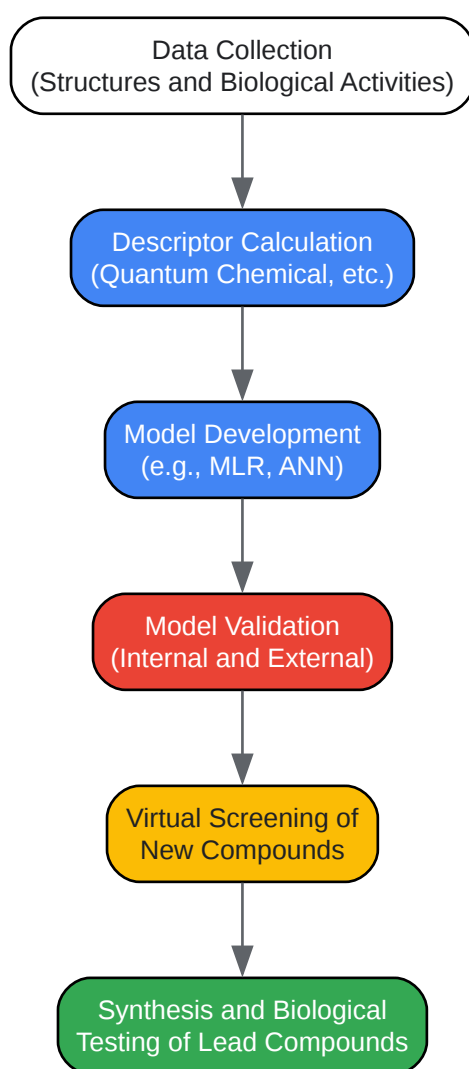 Data Collection
(Structures and Biological Activities)
Descriptor Calculation
(Quantum Chemical, etc.)
Model Development
(e.g., MLR, ANN)
Model Validation
(Internal and External)
Virtual Screening of
New Compounds
Synthesis and Biological
Testing of Lead Compounds